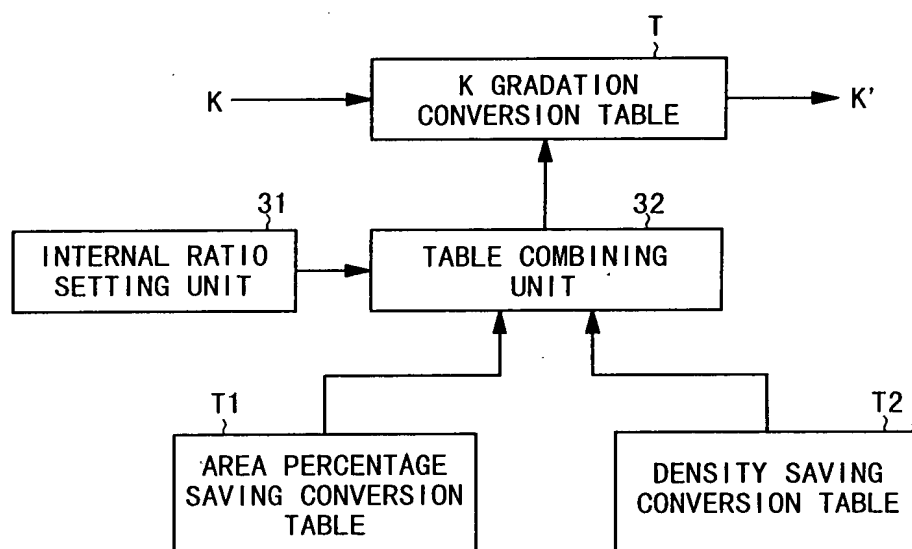 T
K GRADATION
CONVERSION TABLE
K
K'
31
32
INTERNAL RATIO
SETTING UNIT
TABLE COMBINING
UNIT
T1
T2
AREA PERCENTAGE
SAVING CONVERSION
TABLE
DENSITY SAVING
CONVERSION TABLE